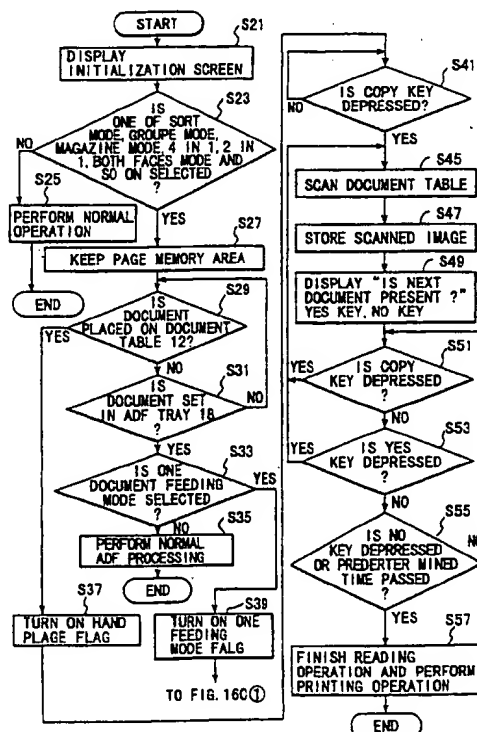 START
S21
DISPLAY
INITIALIZATION SCREEN
S23
IS
ONE OF SORT
MODE, GROUPE MODE,
MAGAZINE MODE, 4 IN 1, 2 IN
1, BOTH FACES MODE AND
SO ON SELECTED
?
NO
YES
S25
PERFORM NORMAL
OPERATION
END
S27
KEEP PAGE MEMORY AREA
S29
IS
DOCUMENT
PLACED ON DOCUMENT
TABLE 12?
YES
NO
S31
IS
DOCUMENT SET
IN ADF TRAY 18
?
NO
YES
S33
IS ONE
DOCUMENT FEEDING
MODE SELECTED
?
YES
NO
S35
PERFORM NORMAL
ADF PROCESSING
END
S37
TURN ON HAND
PLAGE FLAG
S39
TURN ON ONE
FEEDING
MODE FALG
TO FIG. 16C①
S41
IS COPY KEY
DEPRESSED?
NO
YES
S45
SCAN DOCUMENT TABLE
S47
STORE SCANNED IMAGE
S49
DISPLAY "IS NEXT
DOCUMENT PRESENT ?"
YES KEY, NO KEY
S51
IS COPY
KEY DEPRESSED
?
YES
NO
S53
IS YES
KEY DEPRESSED
?
YES
NO
S55
IS NO
KEY DEPRRESSED
OR PREDERTER MINED
TIME PASSED
?
NO
YES
S57
FINISH READING
OPERATION AND PERFORM
PRINTING OPERATION
END